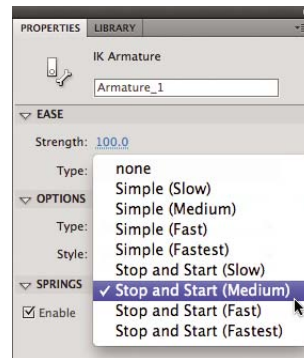 PROPERTIES LIBRARY
IK Armature
Armature_1
EASE
Strength: 100.0
Type:
none
Simple (Slow)
Simple (Medium)
Simple (Fast)
Simple (Fastest)
Stop and Start (Slow)
✓ Stop and Start (Medium)
Stop and Start (Fast)
Stop and Start (Fastest)
OPTIONS
Type:
Style:
SPRINGS
Enable